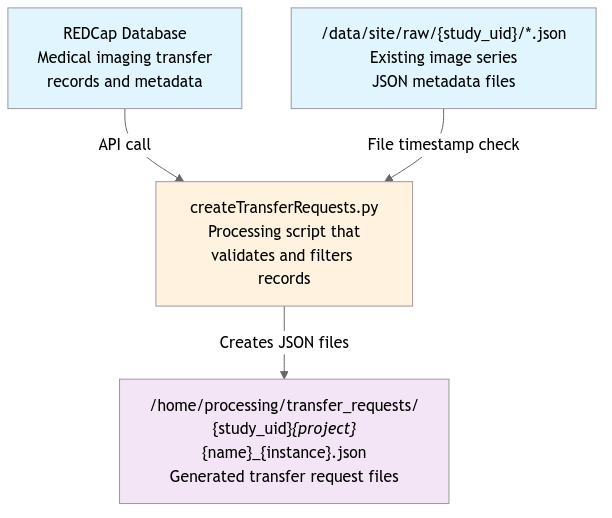 REDCap Database
Medical imaging transfer
records and metadata
/data/site/raw/{study_uid}/*.json
Existing image series
JSON metadata files
API call
File timestamp check
createTransferRequests.py
Processing script that
validates and filters
records
Creates JSON files
/home/processing/transfer_requests/
{study_uid}{project}
{name}_{instance}.json
Generated transfer request files